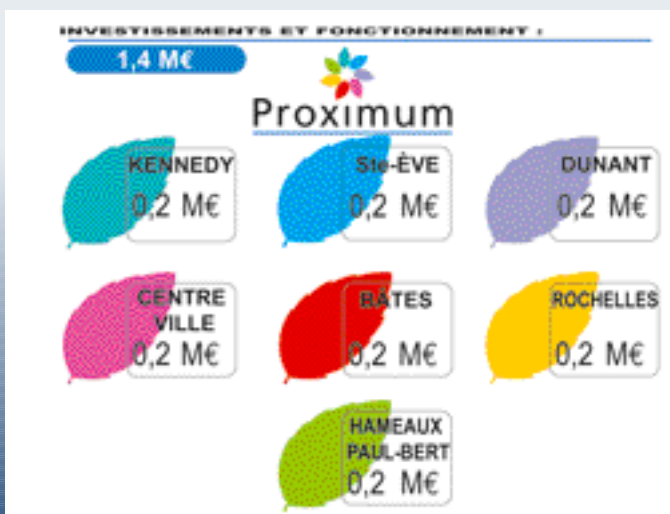 INVESTISSEMENTS ET FONCTIONNEMENT :
1,4 M€
Proximum
KENNEDY
0,2 M€
Ste-ÈVE
0,2 M€
DUNANT
0,2 M€
CENTRE
VILLE
0,2 M€
BÂTES
0,2 M€
ROCHELLES
0,2 M€
HAMEAUX
PAUL-BERT
0,2 M€